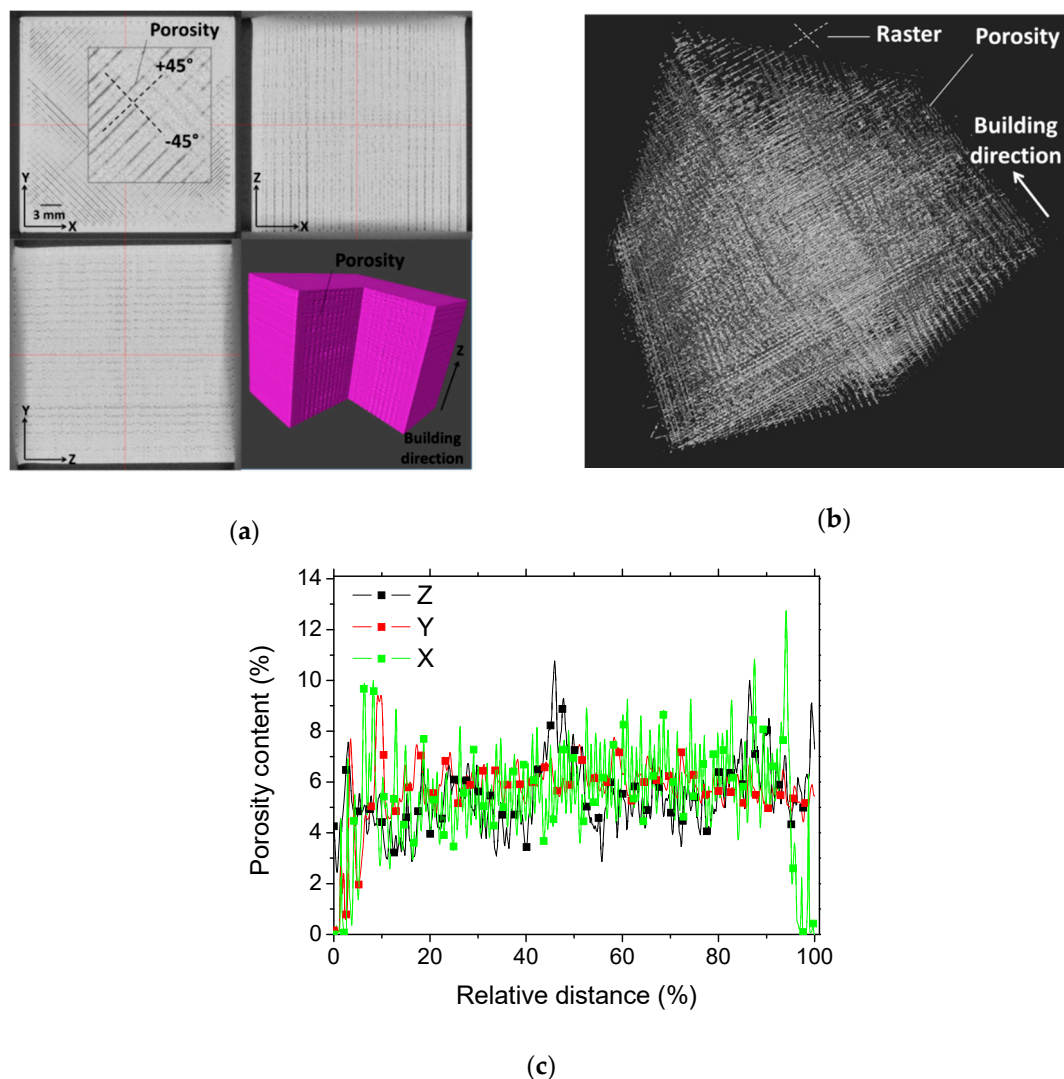 Porosity
+45°
-45°
Y
3 mm
X
Z
X
Y
Z
Porosity
Z
Building
direction
(a)
Raster
Porosity
Building
direction
(b)
14
12
10
8
6
4
2
0
Z
Y
X
Porosity content (%)
0 20 40 60 80 100
Relative distance (%)
(c)